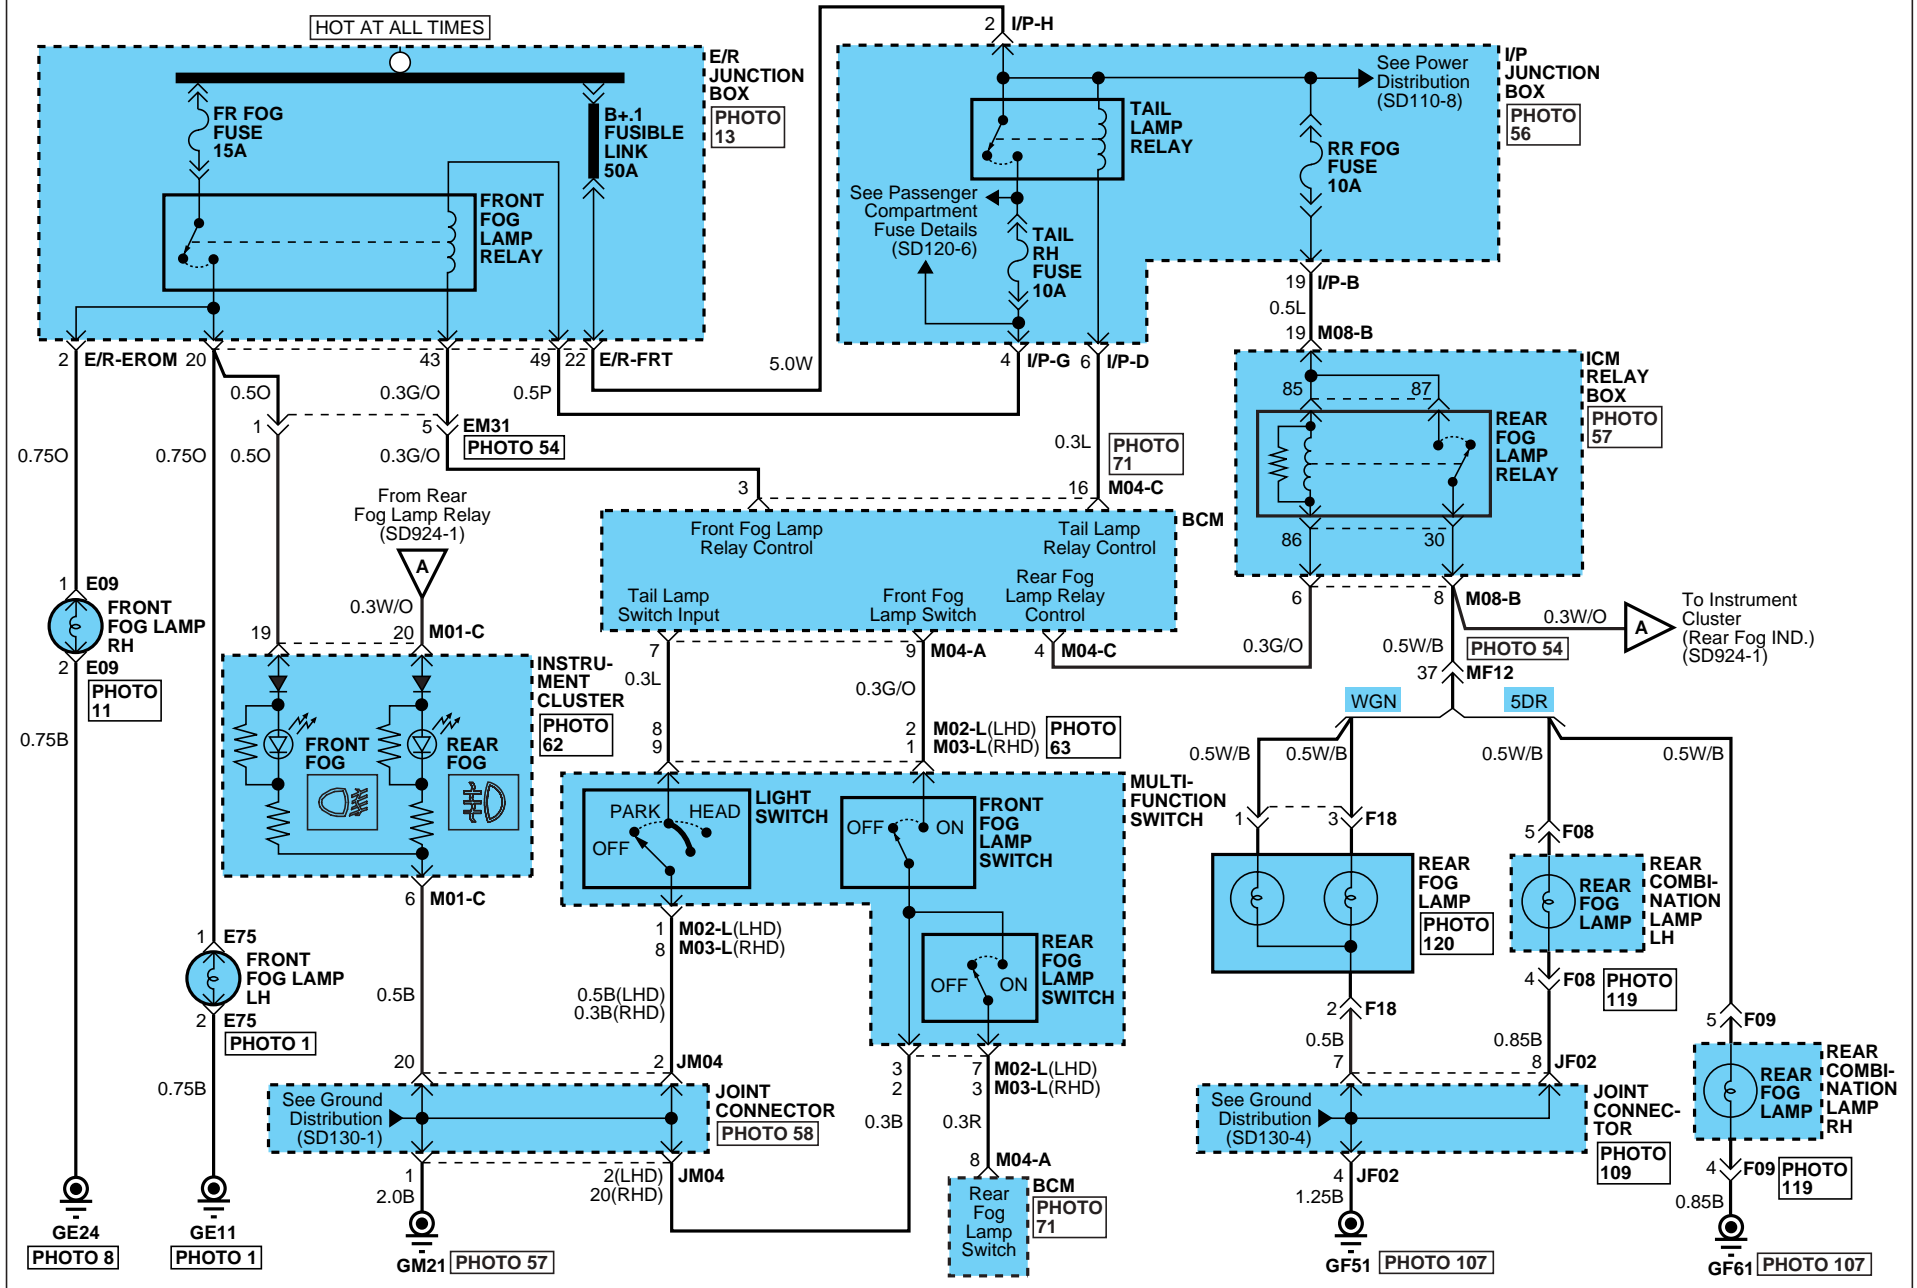 HOT AT ALL TIMES
E/R
JUNCTION
BOX
PHOTO
13
FR FOG
FUSE
15A
B+.1
FUSIBLE
LINK
50A
FRONT
FOG
LAMP
RELAY
2 E/R-EROM 20 43 49 22 E/R-FRT
2 I/P-H
I/P
JUNCTION
BOX
PHOTO
56
See Power
Distribution
(SD110-8)
TAIL
LAMP
RELAY
RR FOG
FUSE
10A
See Passenger
Compartment
Fuse Details
(SD120-6)
TAIL
RH
FUSE
10A
5.0W
4 I/P-G 6 I/P-D
19 I/P-B
0.5L
19 M08-B
ICM
RELAY
BOX
PHOTO
57
85 87
REAR
FOG
LAMP
RELAY
86 30
6 8 M08-B
0.5O 0.3G/O 0.5P
1 5 EM31
PHOTO 54
0.75O 0.75O 0.5O 0.3G/O
0.3L
PHOTO
71
3 16 M04-C
From Rear
Fog Lamp Relay
(SD924-1)
A
0.3W/O
19 20 M01-C
BCM
Front Fog Lamp
Relay Control
Tail Lamp
Relay Control
Tail Lamp
Switch Input
Front Fog
Lamp Switch
Rear Fog
Lamp Relay
Control
7 9 M04-A 4 M04-C
0.3L 0.3G/O
0.3G/O 0.5W/B
0.3W/O
A
To Instrument
Cluster
(Rear Fog IND.)
(SD924-1)
PHOTO 54
37 MF12
WGN 5DR
1 E09
FRONT
FOG LAMP
RH
2 E09
PHOTO
11
0.75B
INSTRU-
MENT
CLUSTER
PHOTO
62
FRONT
FOG
REAR
FOG
6 M01-C
8
9
2 M02-L(LHD)
1 M03-L(RHD)
PHOTO
63
MULTI-
FUNCTION
SWITCH
LIGHT
SWITCH
PARK HEAD
OFF
FRONT
FOG
LAMP
SWITCH
OFF ON
REAR
FOG
LAMP
SWITCH
OFF ON
1 M02-L(LHD)
8 M03-L(RHD)
0.5B(LHD)
0.3B(RHD)
0.5B
0.5W/B 0.5W/B 0.5W/B 0.5W/B
1 3 F18
REAR
FOG
LAMP
PHOTO
120
2 F18
0.5B
5 F08
REAR
FOG
LAMP
REAR
COMBI-
NATION
LAMP
LH
4 F08
PHOTO
119
0.85B
5 F09
REAR
FOG
LAMP
REAR
COMBI-
NATION
LAMP
RH
4 F09
PHOTO
119
0.85B
1 E75
FRONT
FOG LAMP
LH
2 E75
PHOTO 1
0.75B
20 2 JM04
See Ground
Distribution
(SD130-1)
JOINT
CONNECTOR
PHOTO 58
1 2(LHD)
20(RHD)
JM04
2.0B
3 7 M02-L(LHD)
2 3 M03-L(RHD)
0.3B 0.3R
8 M04-A
Rear
Fog
Lamp
Switch
BCM
PHOTO
71
7 8 JF02
See Ground
Distribution
(SD130-4)
JOINT
CONNEC-
TOR
PHOTO
109
4 JF02
1.25B
GE24
PHOTO 8
GE11
PHOTO 1
GM21 PHOTO 57
GF51 PHOTO 107
GF61 PHOTO 107